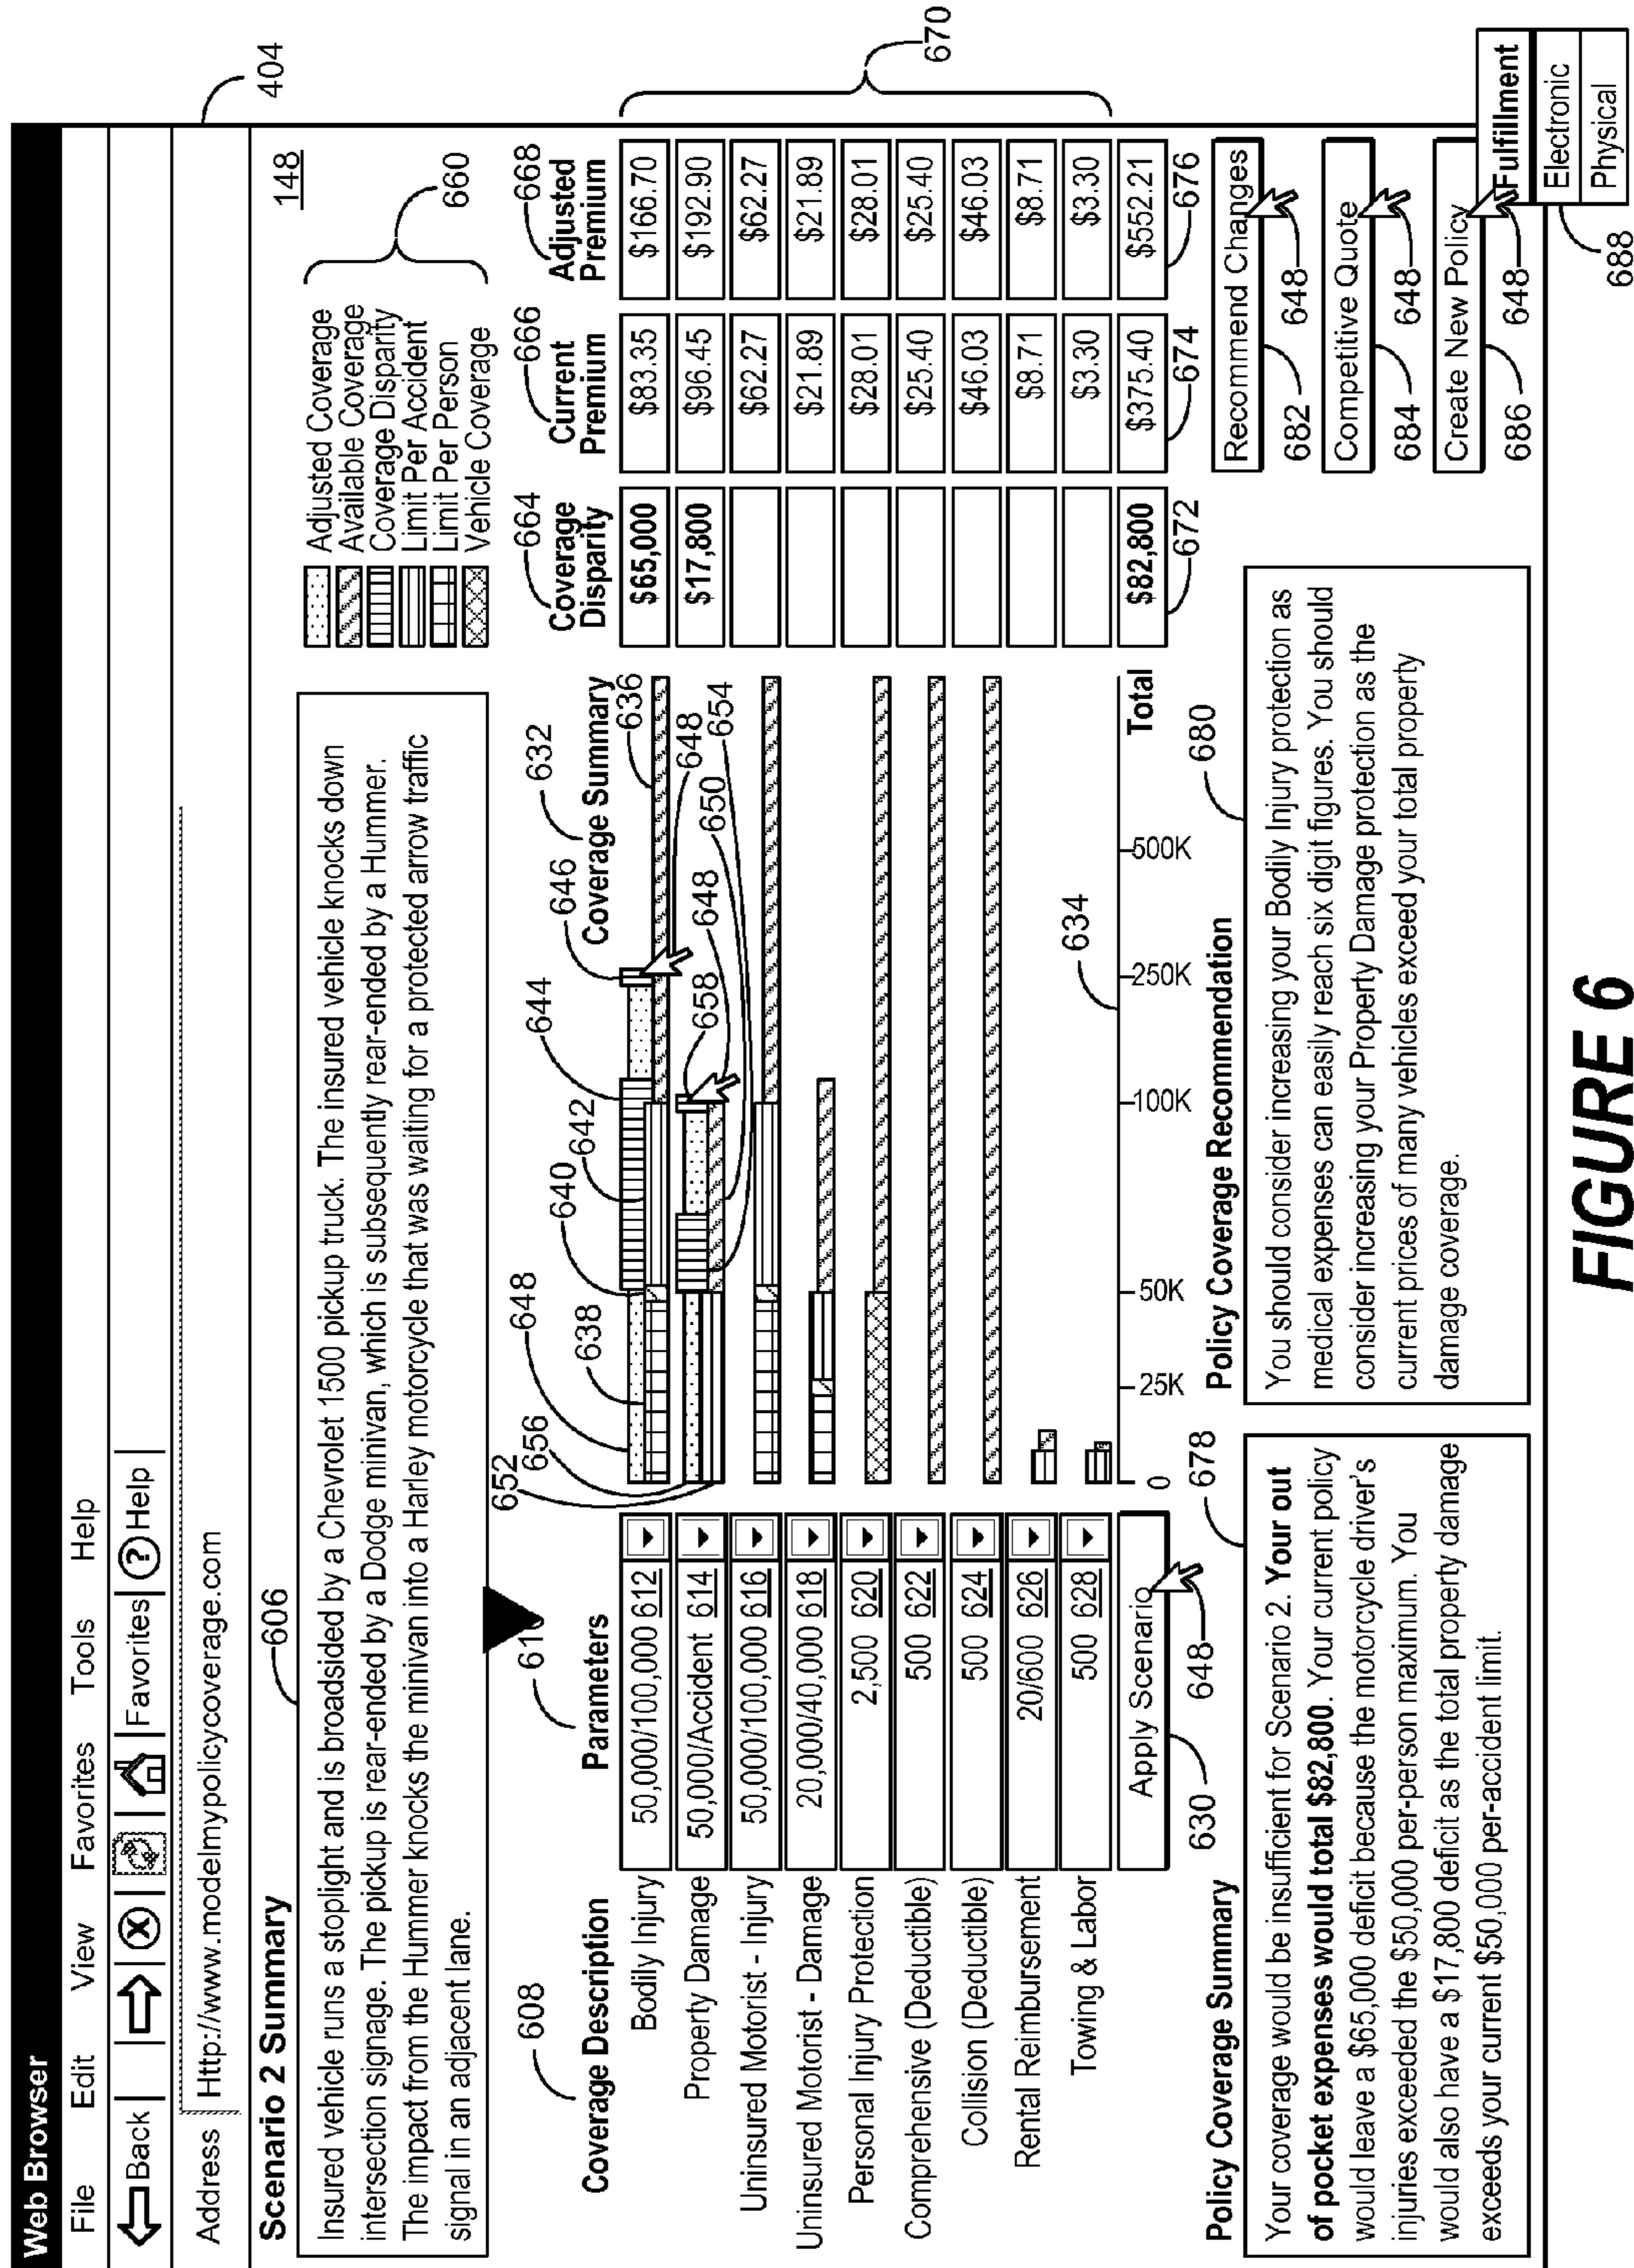 Web Browser
File Edit View Favorites Tools Help
Back Favorites ? Help
Address Http://www.modelmypolicycoverage.com
404
148
Scenario 2 Summary
606
Insured vehicle runs a stoplight and is broadsided by a Chevrolet 1500 pickup truck. The insured vehicle knocks down
intersection signage. The pickup is rear-ended by a Dodge minivan, which is subsequently rear-ended by a Hummer.
The impact from the Hummer knocks the minivan into a Harley motorcycle that was waiting for a protected arrow traffic
signal in an adjacent lane.
Adjusted Coverage
Available Coverage
Coverage Disparity
Limit Per Accident
Limit Per Person
Vehicle Coverage
660
608 610 632 664 666 668
Coverage Description Parameters Coverage Summary Coverage Disparity Current Premium Adjusted Premium
Bodily Injury 50,000/100,000 612 $65,000 $83.35 $166.70
Property Damage 50,000/Accident 614 $17,800 $96.45 $192.90
Uninsured Motorist - Injury 50,000/100,000 616 $62.27 $62.27
Uninsured Motorist - Damage 20,000/40,000 618 $21.89 $21.89
Personal Injury Protection 2,500 620 $28.01 $28.01
Comprehensive (Deductible) 500 622 $25.40 $25.40
Collision (Deductible) 500 624 $46.03 $46.03
Rental Reimbursement 20/600 626 $8.71 $8.71
Towing & Labor 500 628 $3.30 $3.30
Apply Scenario Total $82,800 $375.40 $552.21
652 656 648 638 640 642 644 646 636
658 648 650 648 654
670
0 25K 50K 100K 250K 500K
634
630 648 672 674 676
Policy Coverage Summary 678
Your coverage would be insufficient for Scenario 2. Your out
of pocket expenses would total $82,800. Your current policy
would leave a $65,000 deficit because the motorcycle driver's
injuries exceeded the $50,000 per-person maximum. You
would also have a $17,800 deficit as the total property damage
exceeds your current $50,000 per-accident limit.
Policy Coverage Recommendation 680
You should consider increasing your Bodily Injury protection as
medical expenses can easily reach six digit figures. You should
consider increasing your Property Damage protection as the
current prices of many vehicles exceed your total property
damage coverage.
Recommend Changes
682 648
Competitive Quote
684 648
Create New Policy
686 648
Fulfillment
Electronic
Physical
688
FIGURE 6